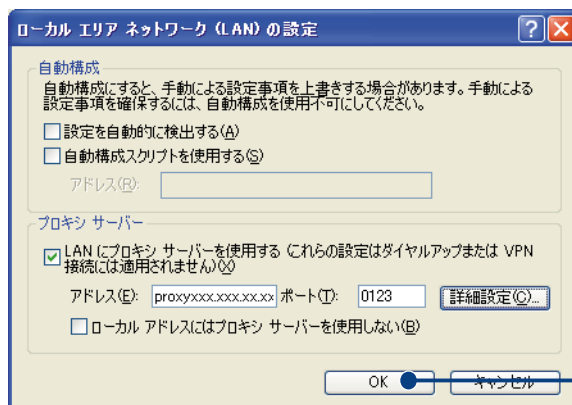 ローカル エリア ネットワーク (LAN) の設定
自動構成
自動構成にすると、手動による設定事項を上書きする場合があります。手動による
設定事項を確保するには、自動構成を使用不可にしてください。
設定を自動的に検出する(A)
自動構成スクリプトを使用する(S)
アドレス(R):
プロキシ サーバー
LAN にプロキシ サーバーを使用する (これらの設定はダイヤルアップまたは VPN
接続には適用されません)(X)
アドレス(E): proxyxxx.xxx.xx.xx ポート(T): 0123 詳細設定(C)...
ローカル アドレスにはプロキシ サーバーを使用しない(B)
OK キャンセル